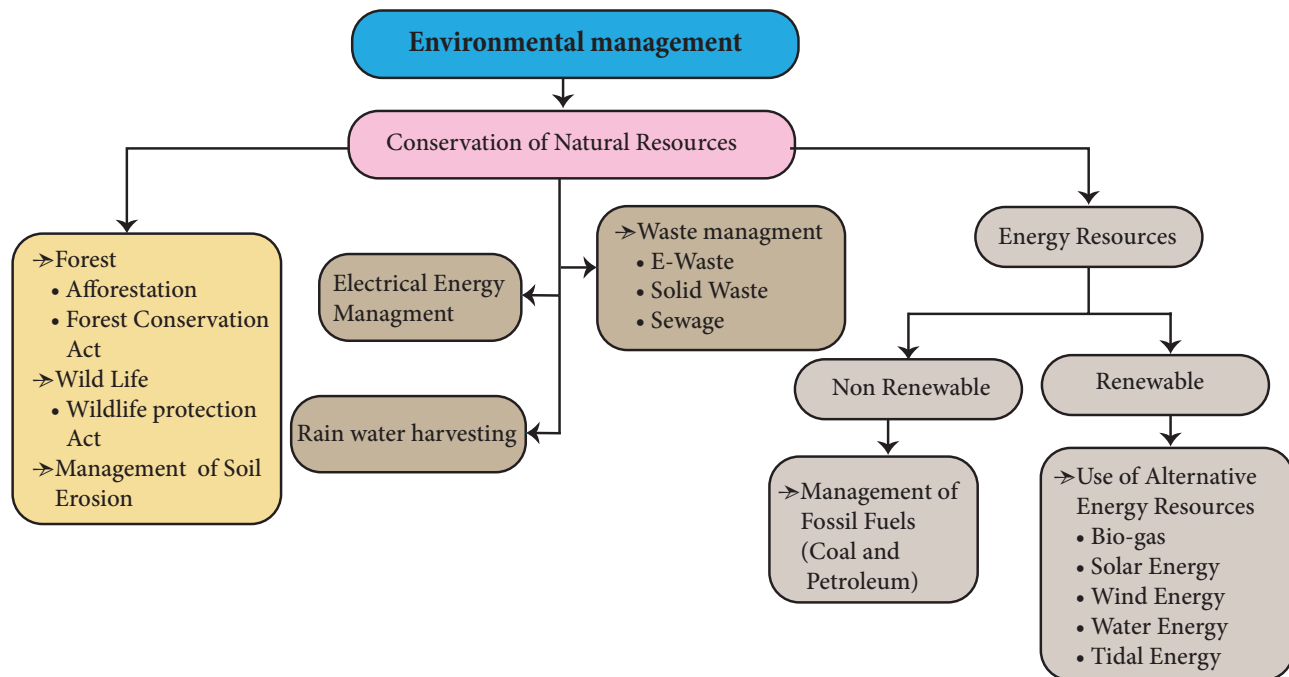 Environmental management
Conservation of Natural Resources
→Forest
• Afforestation
• Forest Conservation
Act
→Wild Life
• Wildlife protection
Act
→Management of Soil
Erosion
Electrical Energy
Managment
Rain water harvesting
→Waste managment
• E-Waste
• Solid Waste
• Sewage
Energy Resources
Non Renewable
→Management of
Fossil Fuels
(Coal and
Petroleum)
Renewable
→Use of Alternative
Energy Resources
• Bio-gas
• Solar Energy
• Wind Energy
• Water Energy
• Tidal Energy